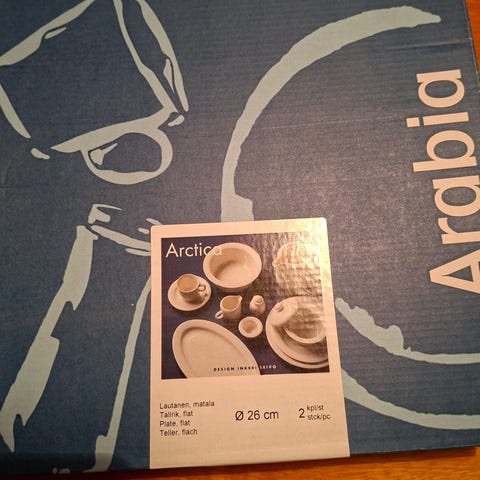 Arabia
Arctica
DESIGN INKERI LEIVO
Lautanen, matala
Tallrik, flat
Plate, flat
Teller, flach
Ø 26 cm
2 kpl/st
stck/pc